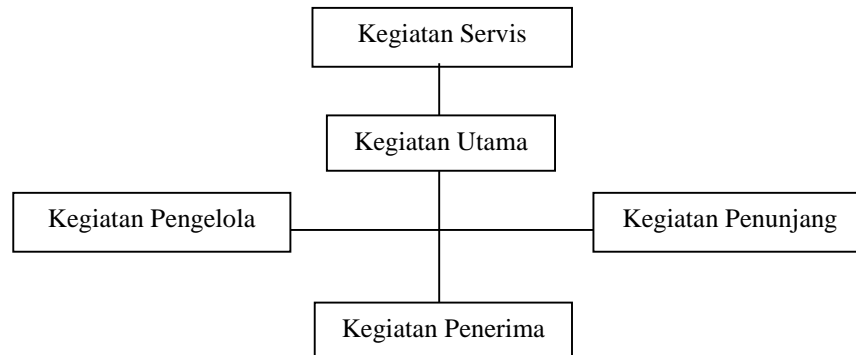 Kegiatan Servis
Kegiatan Utama
Kegiatan Pengelola
Kegiatan Penunjang
Kegiatan Penerima